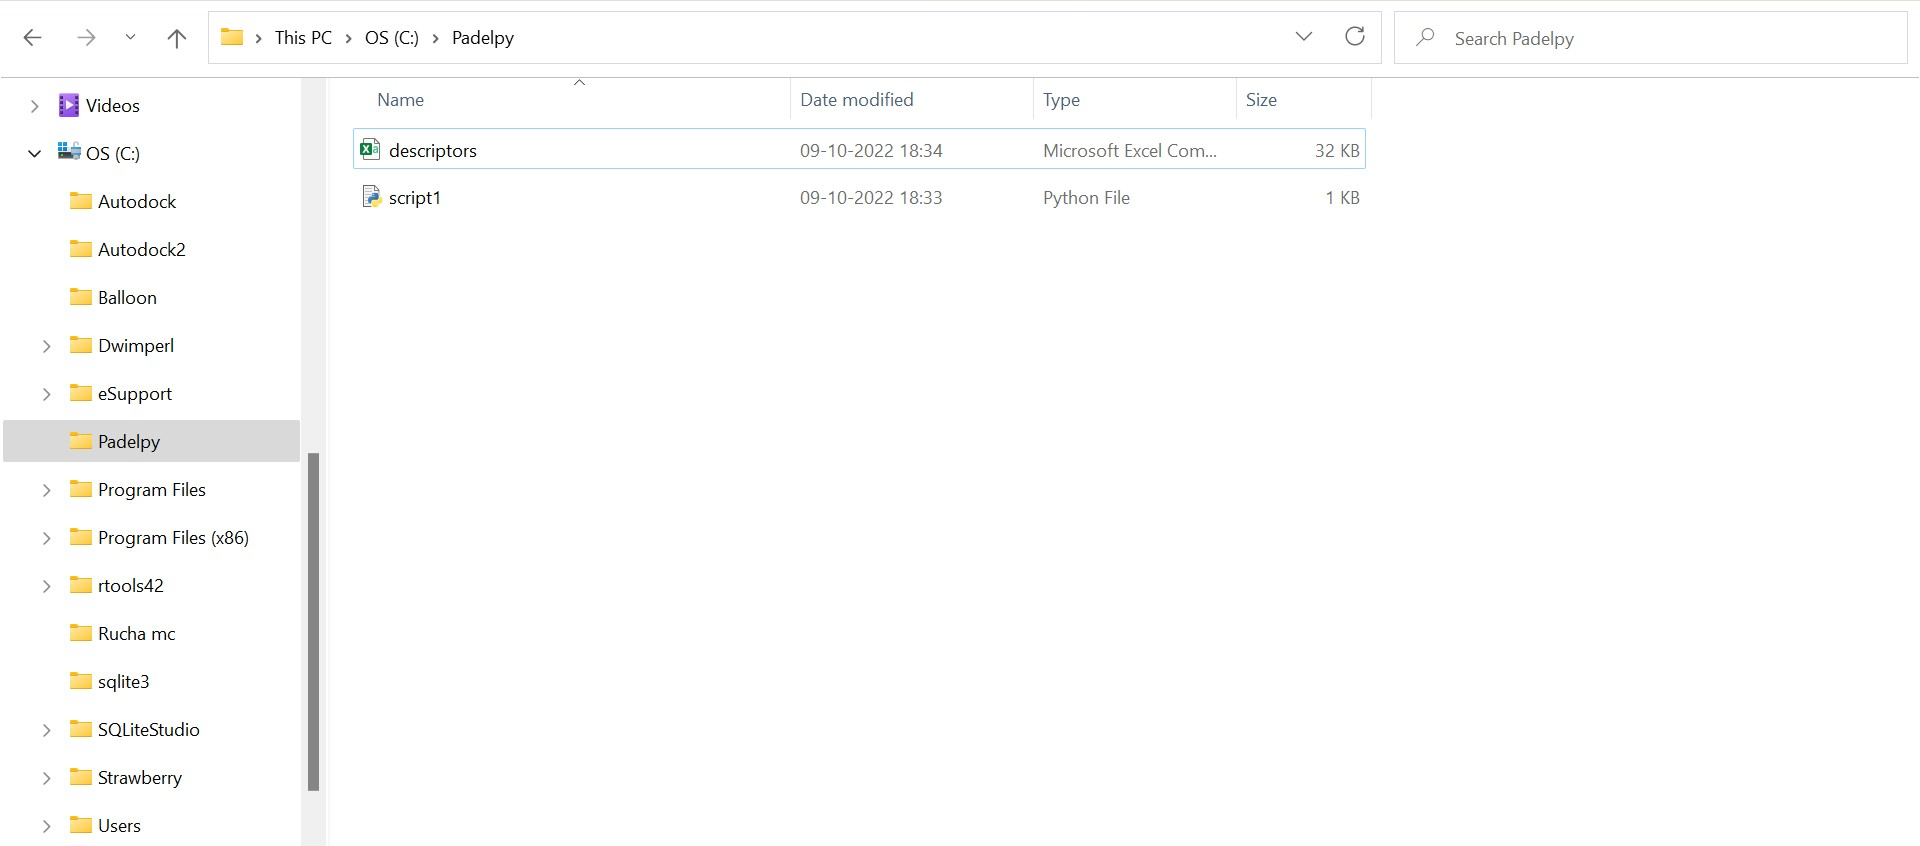 This PC > OS (C:) > Padelpy
Search Padelpy
Videos
OS (C:)
Autodock
Autodock2
Balloon
Dwimperl
eSupport
Padelpy
Program Files
Program Files (x86)
rtools42
Rucha mc
sqlite3
SQLiteStudio
Strawberry
Users
Name Date modified Type Size
descriptors 09-10-2022 18:34 Microsoft Excel Com... 32 KB
script1 09-10-2022 18:33 Python File 1 KB